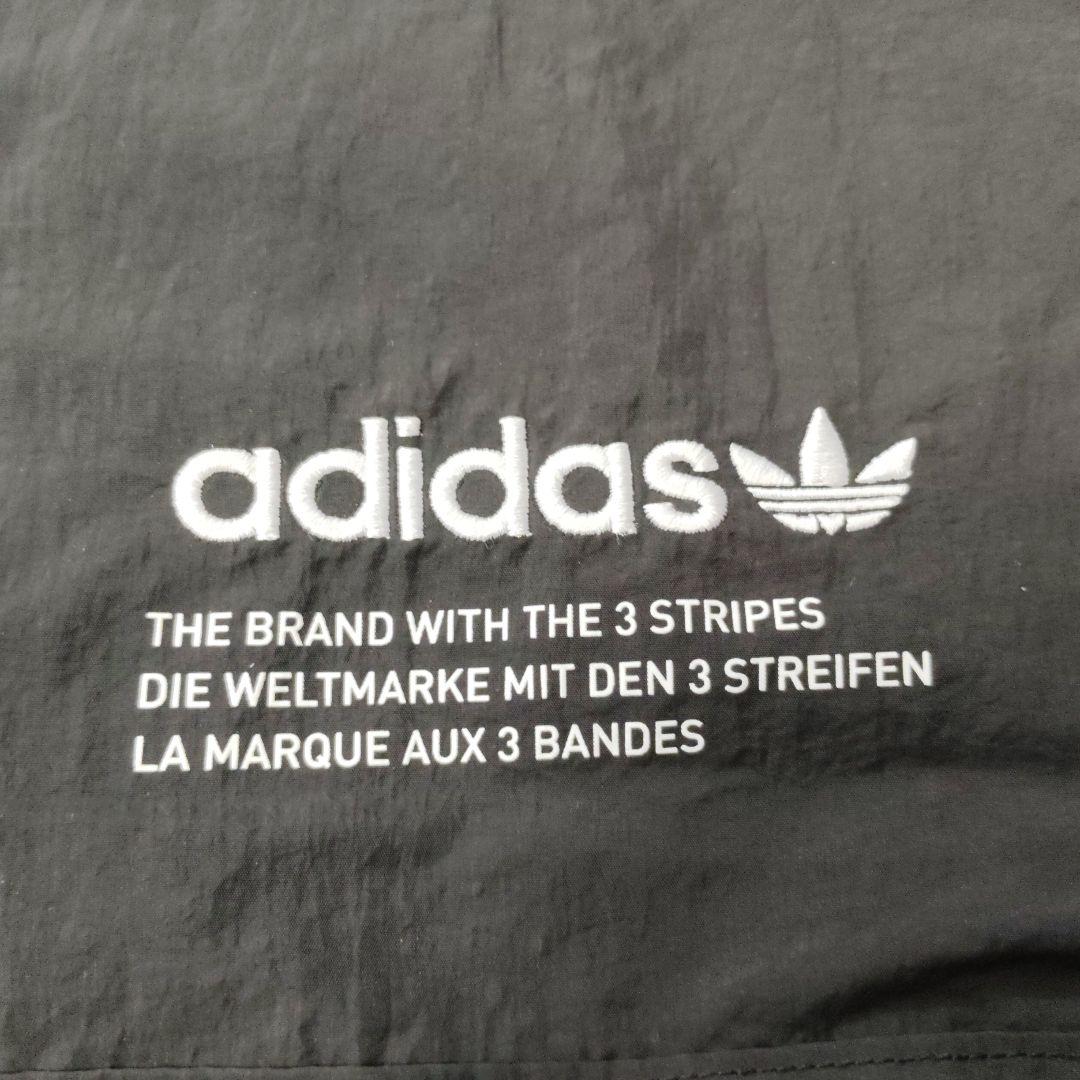 adidas
THE BRAND WITH THE 3 STRIPES
DIE WELTMARKE MIT DEN 3 STREIFEN
LA MARQUE AUX 3 BANDES